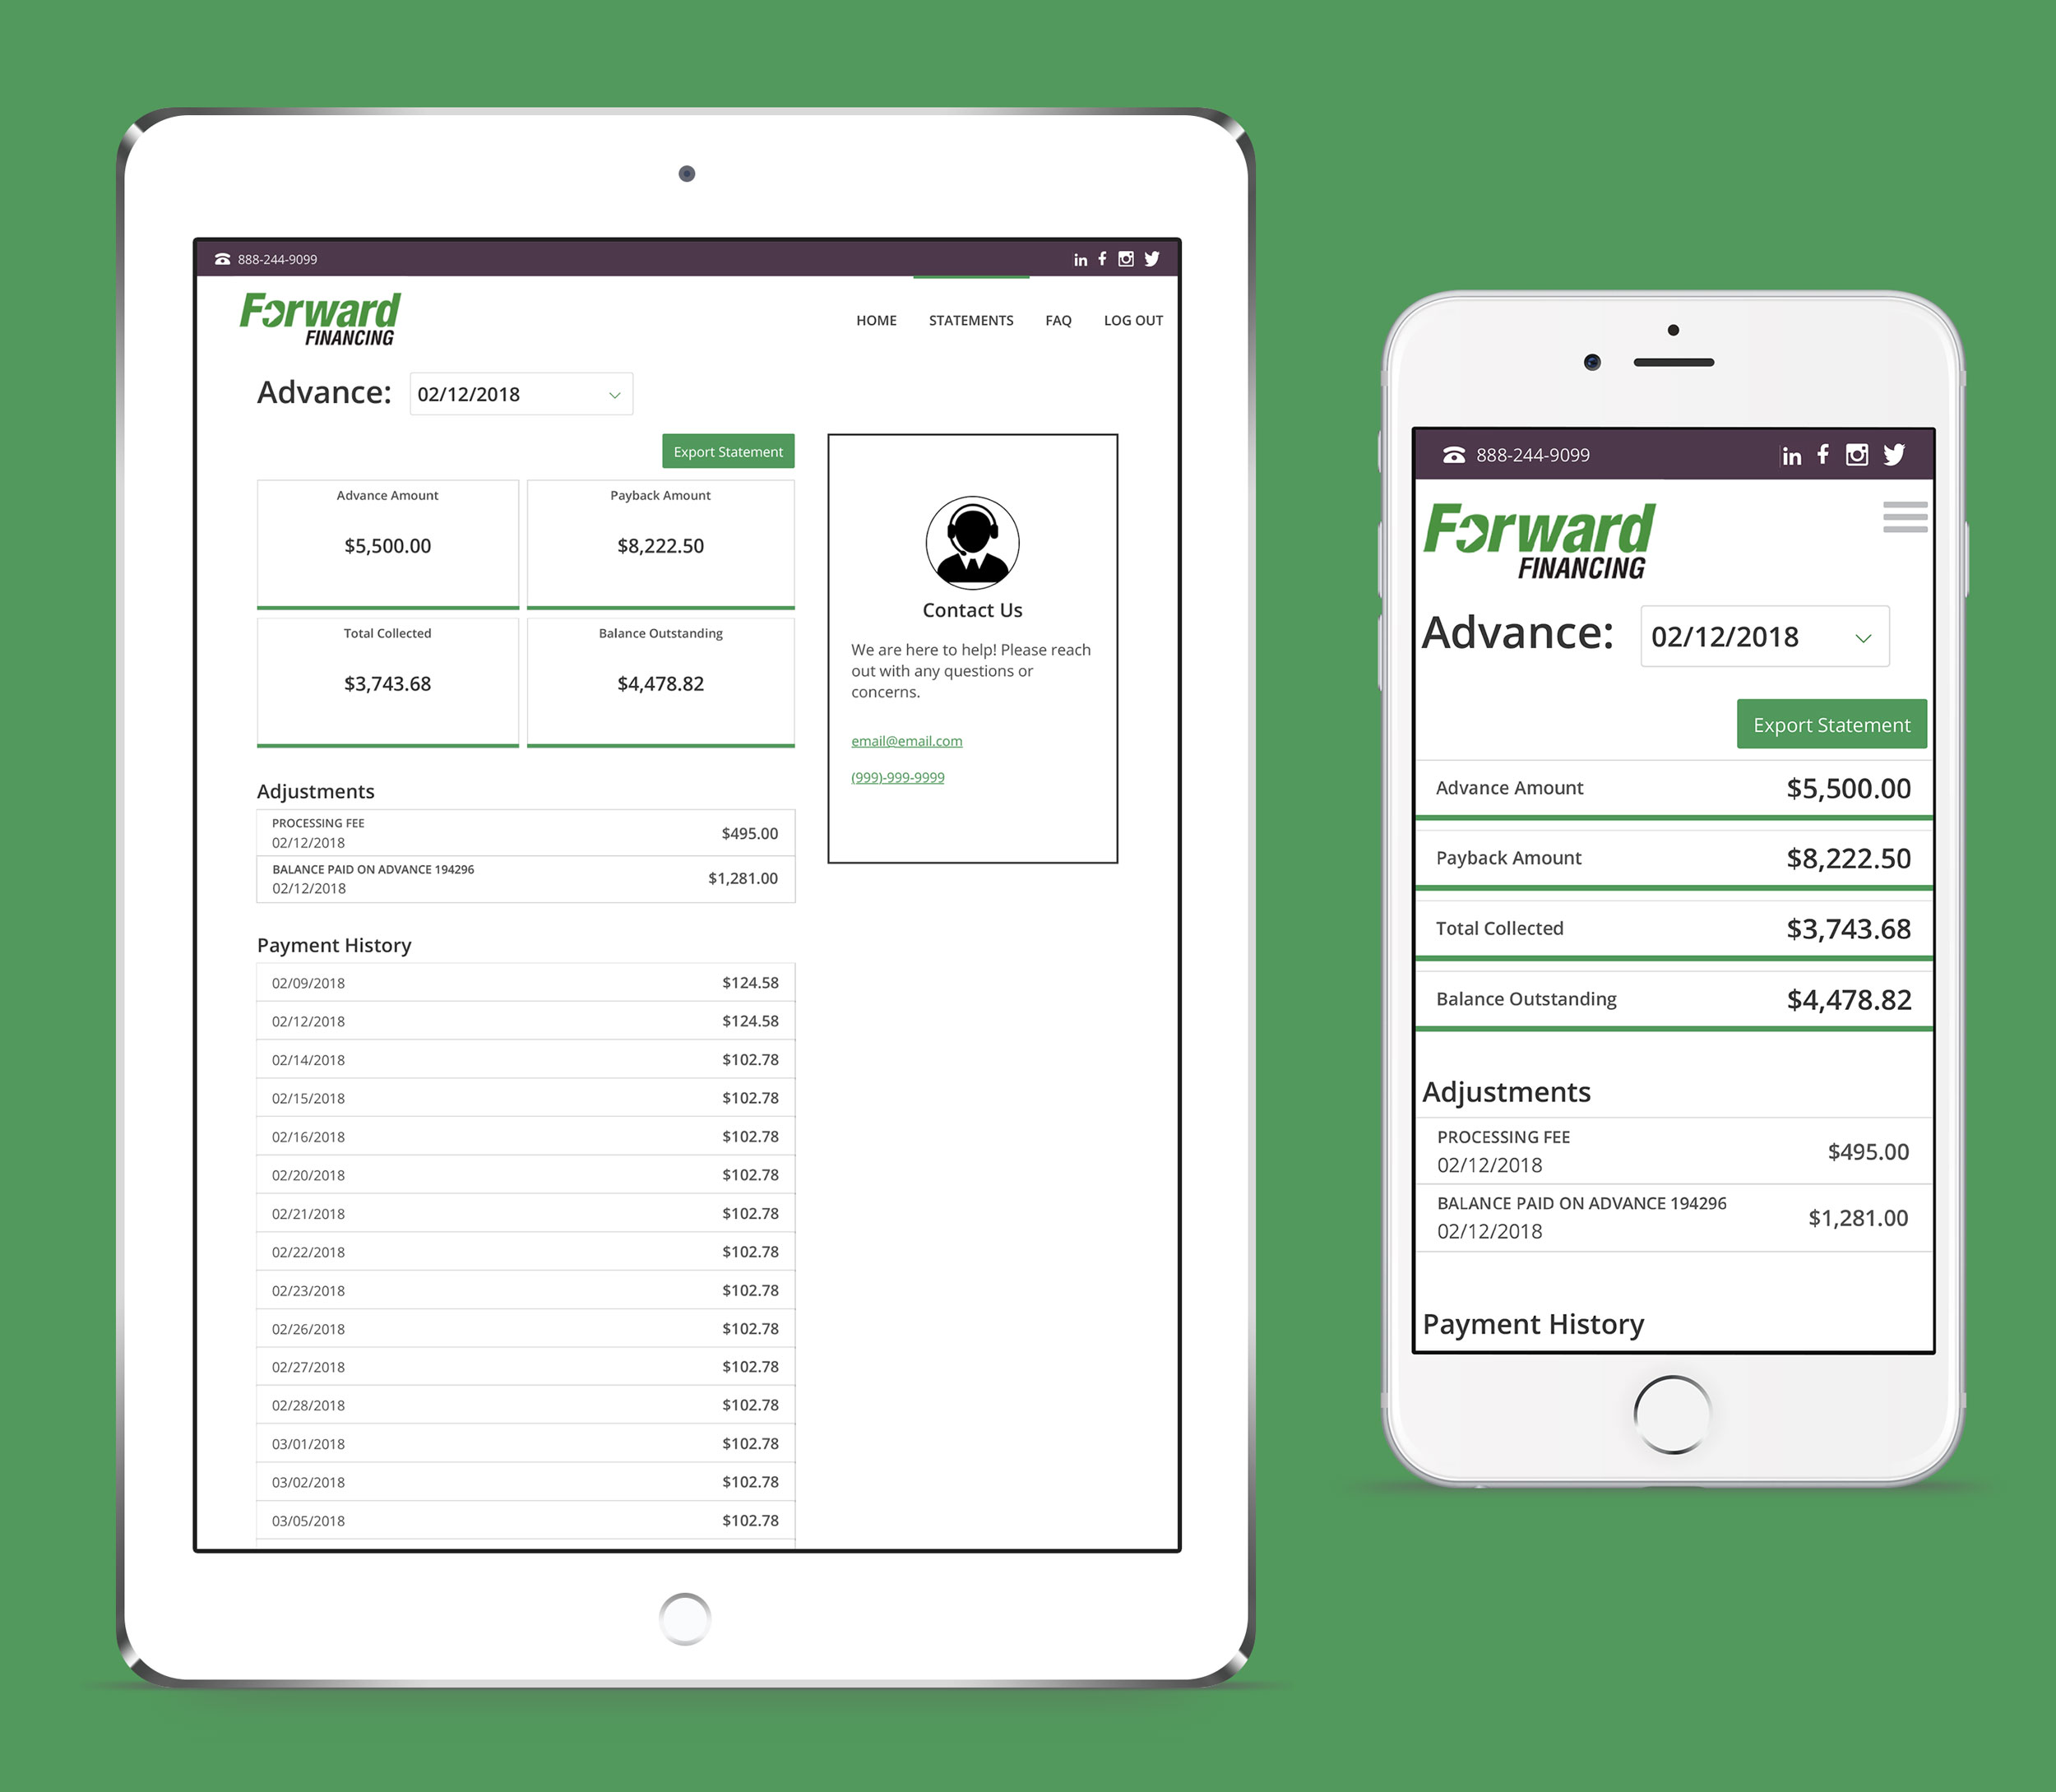 888-244-9099
in f
Forward
FINANCING
HOME STATEMENTS FAQ LOG OUT
Advance: 02/12/2018
Export Statement
Advance Amount Payback Amount
$5,500.00 $8,222.50
Total Collected Balance Outstanding
$3,743.68 $4,478.82
Contact Us
We are here to help! Please reach
out with any questions or
concerns.
email@email.com
(999)-999-9999
Adjustments
PROCESSING FEE
02/12/2018
$495.00
BALANCE PAID ON ADVANCE 194296
02/12/2018
$1,281.00
Payment History
02/09/2018 $124.58
02/12/2018 $124.58
02/14/2018 $102.78
02/15/2018 $102.78
02/16/2018 $102.78
02/20/2018 $102.78
02/21/2018 $102.78
02/22/2018 $102.78
02/23/2018 $102.78
02/26/2018 $102.78
02/27/2018 $102.78
02/28/2018 $102.78
03/01/2018 $102.78
03/02/2018 $102.78
03/05/2018 $102.78
888-244-9099
in f
Forward
FINANCING
Advance: 02/12/2018
Export Statement
Advance Amount $5,500.00
Payback Amount $8,222.50
Total Collected $3,743.68
Balance Outstanding $4,478.82
Adjustments
PROCESSING FEE
02/12/2018
$495.00
BALANCE PAID ON ADVANCE 194296
02/12/2018
$1,281.00
Payment History